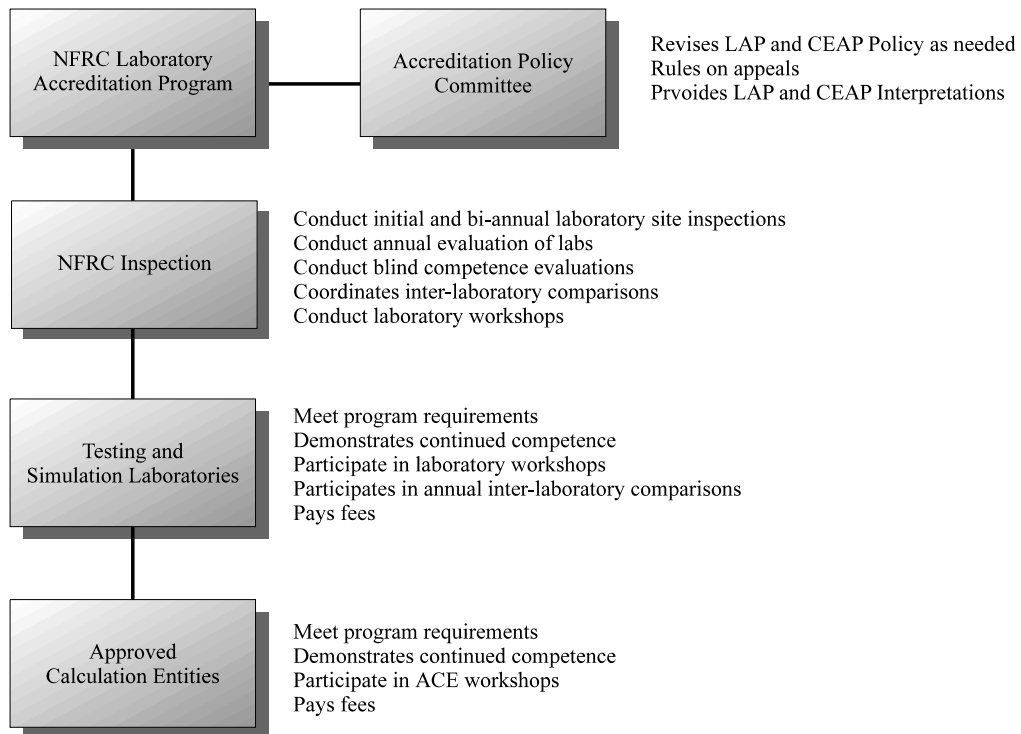 NFRC Laboratory
Accreditation Program
Accreditation Policy
Committee
Revises LAP and CEAP Policy as needed
Rules on appeals
Prvoides LAP and CEAP Interpretations
NFRC Inspection
Conduct initial and bi-annual laboratory site inspections
Conduct annual evaluation of labs
Conduct blind competence evaluations
Coordinates inter-laboratory comparisons
Conduct laboratory workshops
Testing and
Simulation Laboratories
Meet program requirements
Demonstrates continued competence
Participate in laboratory workshops
Participates in annual inter-laboratory comparisons
Pays fees
Approved
Calculation Entities
Meet program requirements
Demonstrates continued competence
Participate in ACE workshops
Pays fees